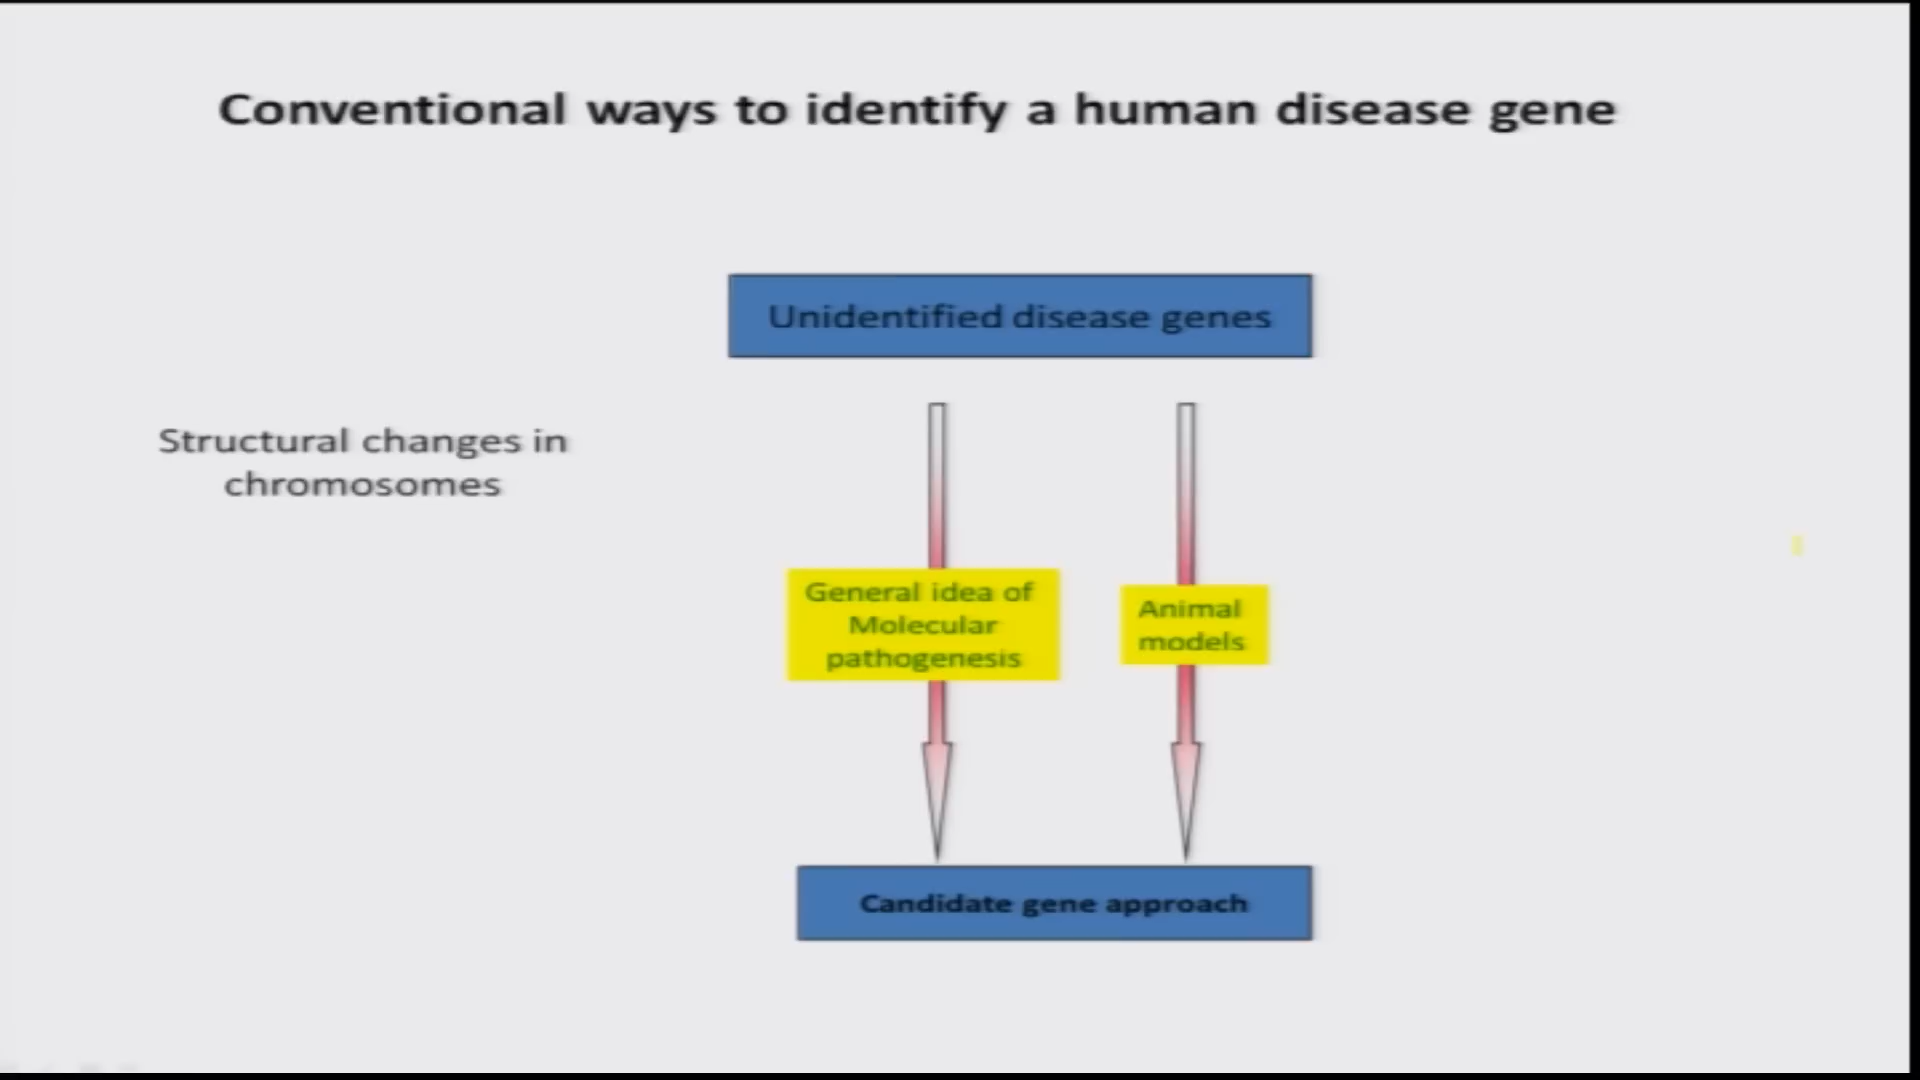 Conventional ways to identify a human disease gene
Unidentified disease genes
Structural changes in
chromosomes
General idea of
Molecular
pathogenesis
Animal
models
Candidate gene approach